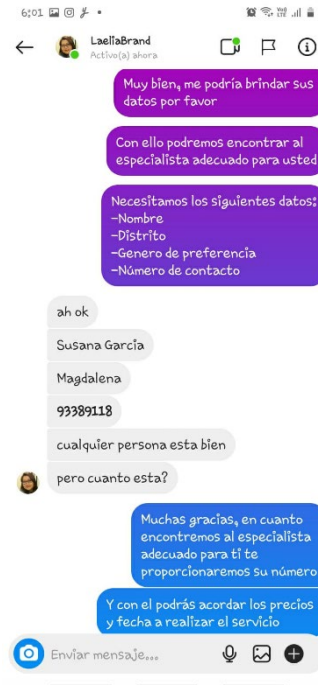 6:01
LaeliaBrand
Activo(a) ahora
Muy bien, me podría brindar sus
datos por favor
Con ello podremos encontrar al
especialista adecuado para usted
Necesitamos los siguientes datos:
-Nombre
-Distrito
-Genero de preferencia
-Número de contacto
ah ok
Susana Garcia
Magdalena
93389118
cualquier persona esta bien
pero cuanto esta?
Muchas gracias, en cuanto
encontremos al especialista
adecuado para ti te
proporcionaremos su número
Y con el podrás acordar los precios
y fecha a realizar el servicio
Enviar mensaje...